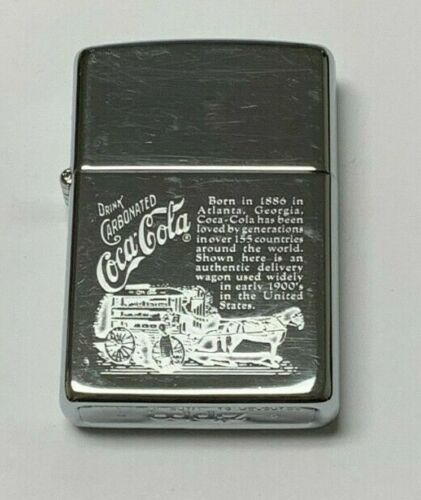 DRINK
CARBONATED
Coca-Cola®
Born in 1886 in
Atlanta, Georgia,
Coca-Cola has been
loved by generations
in over 155 countries
around the world.
Shown here is an
authentic delivery
wagon used widely
in early 1900's
in the United
States.